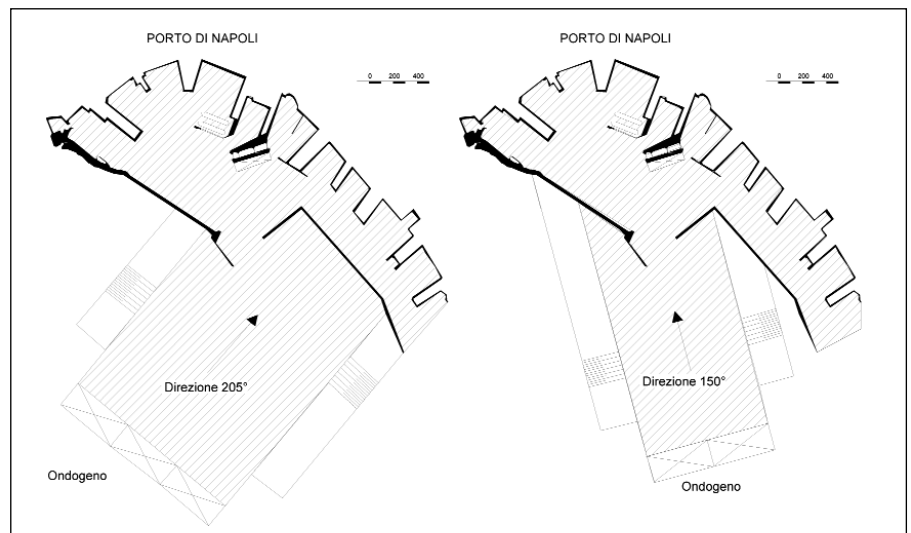 PORTO DI NAPOLI
0 200 400
Direzione 205°
Ondogeno
PORTO DI NAPOLI
0 200 400
Direzione 150°
Ondogeno